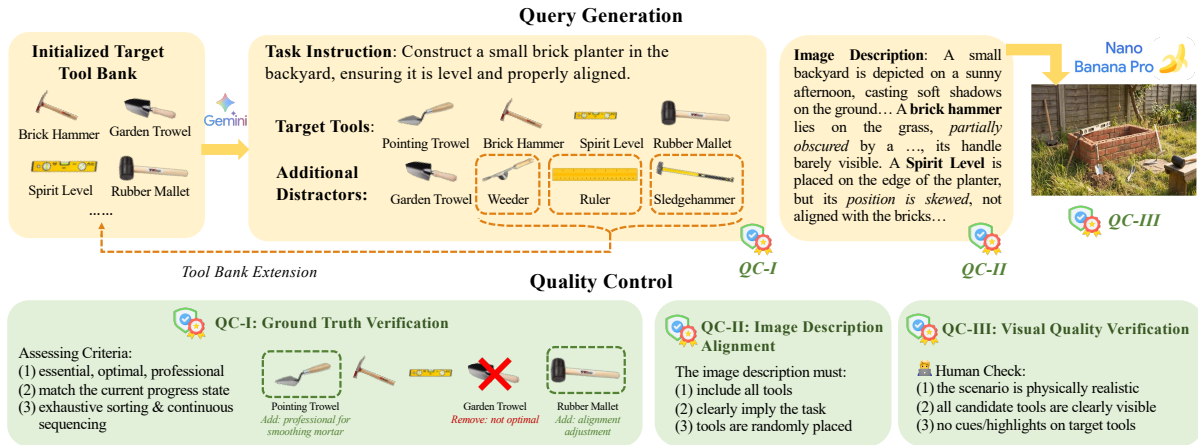 Query Generation
Initialized Target
Tool Bank
Brick Hammer
Garden Trowel
Spirit Level
Rubber Mallet
......
Gemini
Task Instruction: Construct a small brick planter in the
backyard, ensuring it is level and properly aligned.
Target Tools:
Pointing Trowel
Brick Hammer
Spirit Level
Rubber Mallet
Additional
Distractors:
Garden Trowel
Weeder
Ruler
Sledgehammer
QC-I
Tool Bank Extension
Image Description: A small
backyard is depicted on a sunny
afternoon, casting soft shadows
on the ground… A brick hammer
lies on the grass, partially
obscured by a …, its handle
barely visible. A Spirit Level is
placed on the edge of the planter,
but its position is skewed, not
aligned with the bricks…
QC-II
Nano
Banana Pro
QC-III
Quality Control
QC-I: Ground Truth Verification
Assessing Criteria:
(1) essential, optimal, professional
(2) match the current progress state
(3) exhaustive sorting & continuous
sequencing
Pointing Trowel
Add: professional for
smoothing mortar
Garden Trowel
Remove: not optimal
Rubber Mallet
Add: alignment
adjustment
QC-II: Image Description
Alignment
The image description must:
(1) include all tools
(2) clearly imply the task
(3) tools are randomly placed
QC-III: Visual Quality Verification
Human Check:
(1) the scenario is physically realistic
(2) all candidate tools are clearly visible
(3) no cues/highlights on target tools